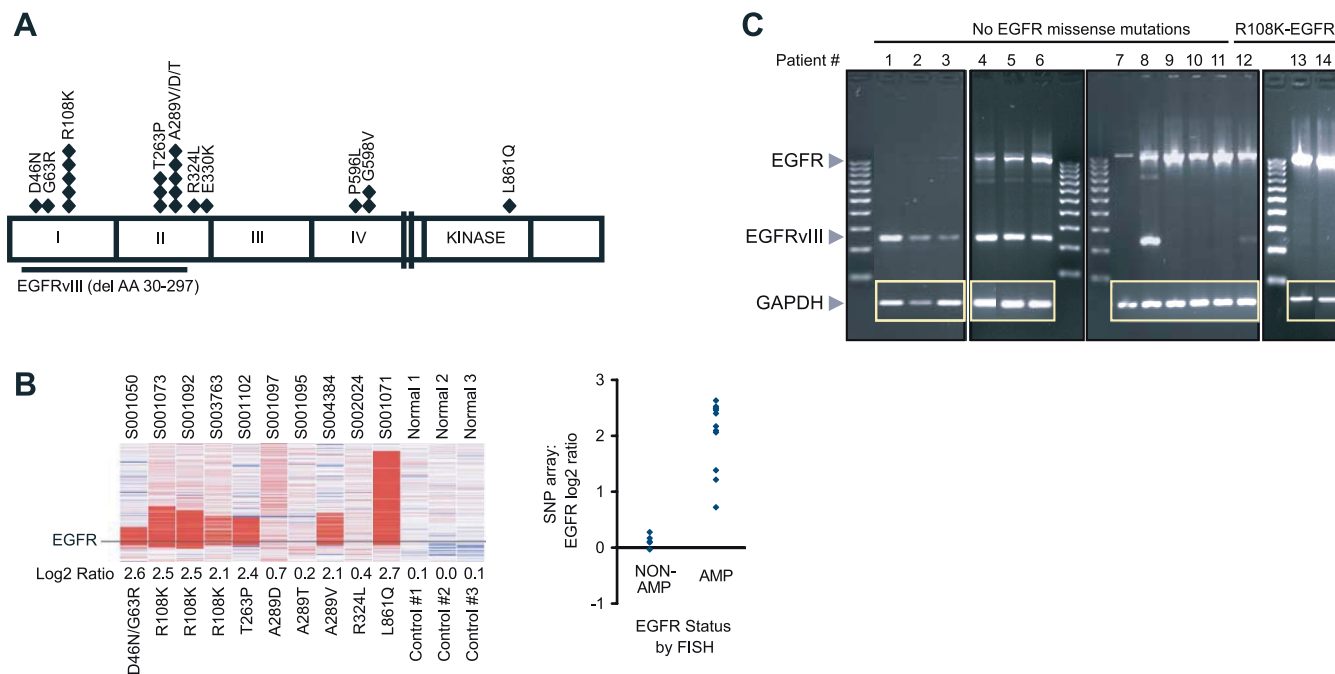 A
D46N
G63R
R108K
T263P
A289V/D/T
R324L
E330K
P596L
G598V
L861Q
I
II
III
IV
KINASE
EGFRvIII (del AA 30-297)
B
S001050
S001073
S001092
S003763
S001102
S001097
S001095
S004384
S002024
S001071
Normal 1
Normal 2
Normal 3
EGFR
Log2 Ratio
2.6 2.5 2.5 2.1 2.4 0.7 0.2 2.1 0.4 2.7 0.1 0.0 0.1
D46N/G63R
R108K
R108K
R108K
T263P
A289D
A289T
A289V
R324L
L861Q
Control #1
Control #2
Control #3
SNP array:
EGFR log2 ratio
3
2
1
0
-1
NON-
AMP
AMP
EGFR Status
by FISH
C
No EGFR missense mutations
R108K-EGFR
Patient #
1 2 3 4 5 6 7 8 9 10 11 12 13 14
EGFR
EGFRvIII
GAPDH